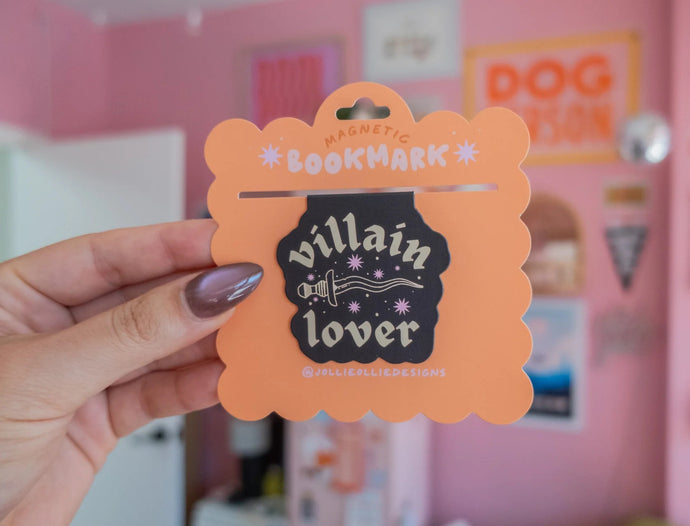 MAGNETIC
BOOKMARK
villain
lover
@JOLLIEOLLIEDESIGNS
DOG